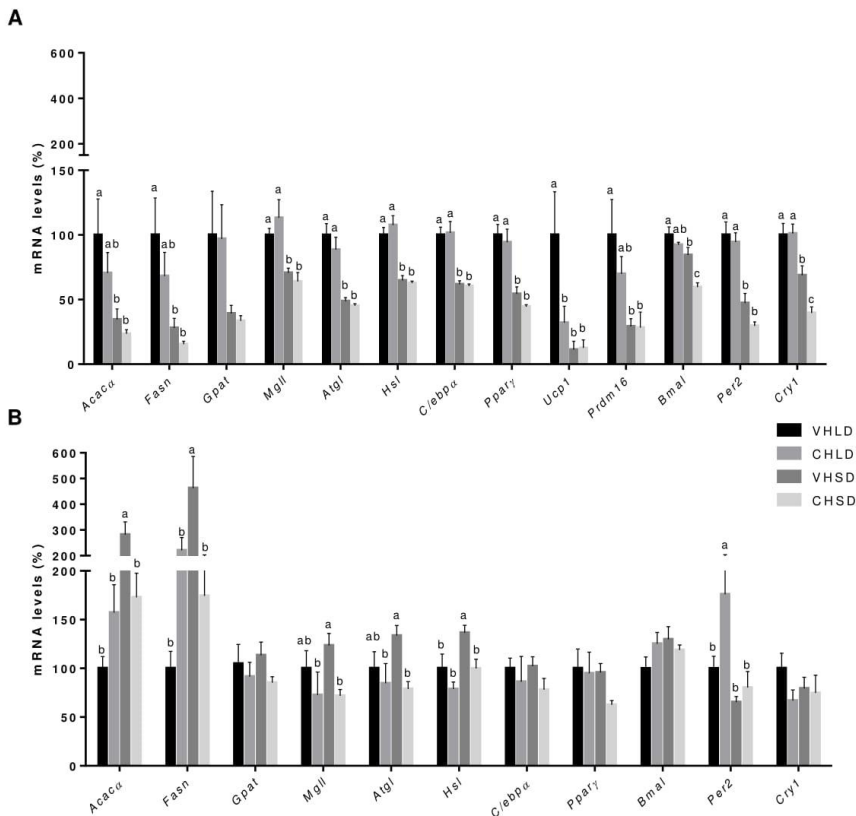 A
mRNA levels (%)
600
400
200
150
100
50
0
a ab b b
a ab b b
a a b b
a a b b
a a b b
a a b b
a a b b
a b b b
a ab b b
a ab b c
a a b b
a a b c
Acacα Fasn Gpat Mgll Atgl Hsl C/ebpα Pparγ Ucp1 Prdm16 Bmal Per2 Cry1
B
mRNA levels (%)
600
500
400
300
200
200
150
100
50
0
b b a b
b b a b
ab b a b
ab b a b
b b a b
b a b b
Acacα Fasn Gpat Mgll Atgl Hsl C/ebpα Pparγ Bmal Per2 Cry1
VHLD
CHLD
VHSD
CHSD